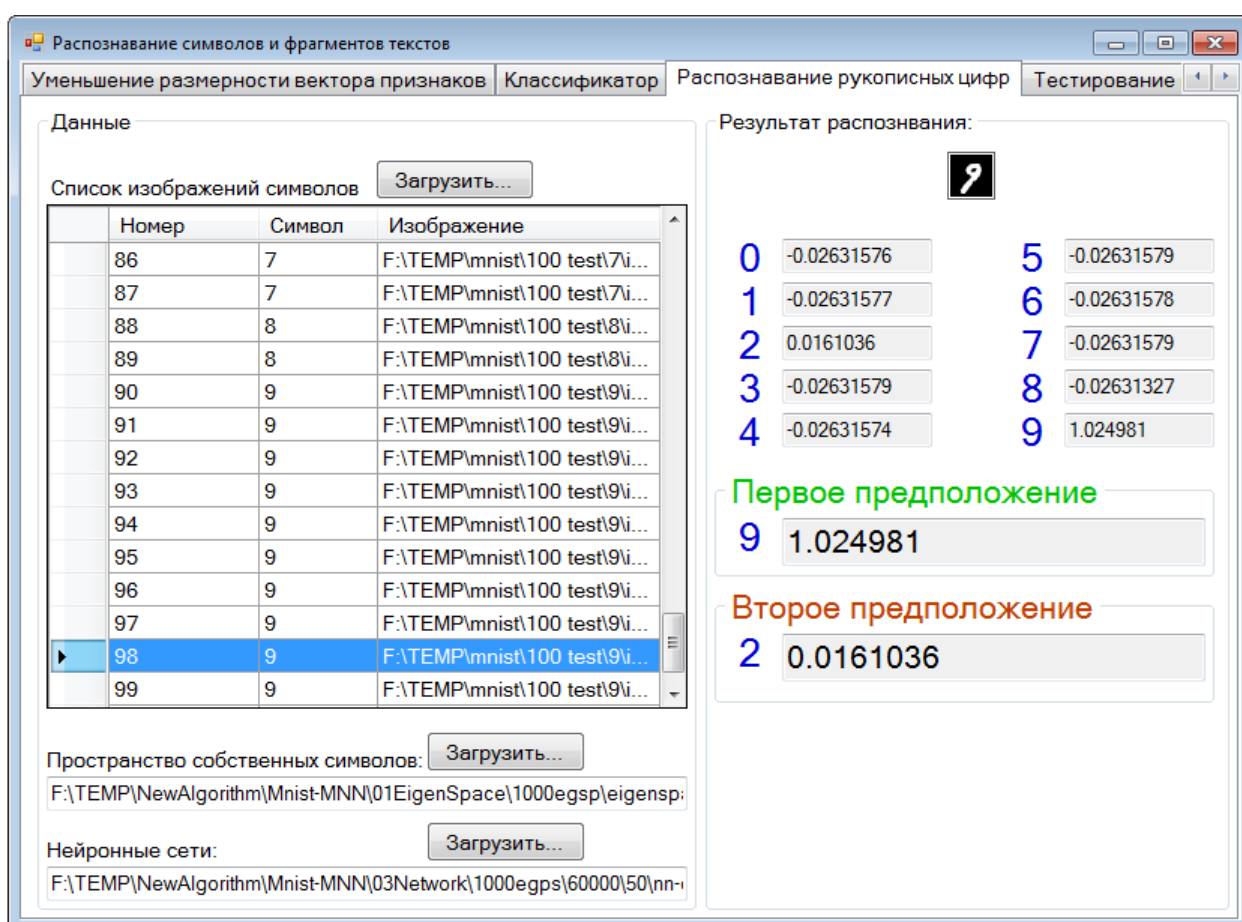 Распознавание символов и фрагментов текстов
Уменьшение размерности вектора признаков Классификатор Распознавание рукописных цифр Тестирование
Данные
Список изображений символов Загрузить...
Номер Символ Изображение
86 7 F:\TEMP\mnist\100 test\7\i...
87 7 F:\TEMP\mnist\100 test\7\i...
88 8 F:\TEMP\mnist\100 test\8\i...
89 8 F:\TEMP\mnist\100 test\8\i...
90 9 F:\TEMP\mnist\100 test\9\i...
91 9 F:\TEMP\mnist\100 test\9\i...
92 9 F:\TEMP\mnist\100 test\9\i...
93 9 F:\TEMP\mnist\100 test\9\i...
94 9 F:\TEMP\mnist\100 test\9\i...
95 9 F:\TEMP\mnist\100 test\9\i...
96 9 F:\TEMP\mnist\100 test\9\i...
97 9 F:\TEMP\mnist\100 test\9\i...
98 9 F:\TEMP\mnist\100 test\9\i...
99 9 F:\TEMP\mnist\100 test\9\i...
Пространство собственных символов: Загрузить...
F:\TEMP\NewAlgorithm\Mnist-MNN\01EigenSpace\1000egsp\eigensp
Нейронные сети: Загрузить...
F:\TEMP\NewAlgorithm\Mnist-MNN\03Network\1000egps\60000\50\nn-
Результат распознвания:
9
0 -0.02631576 5 -0.02631579
1 -0.02631577 6 -0.02631578
2 0.0161036 7 -0.02631579
3 -0.02631579 8 -0.02631327
4 -0.02631574 9 1.024981
Первое предположение
9 1.024981
Второе предположение
2 0.0161036